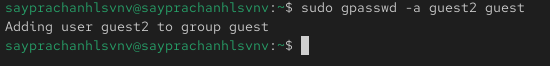 sayprachanhlsvnv@sayprachanhlsvnv:~$ sudo gpasswd -a guest2 guest
Adding user guest2 to group guest
sayprachanhlsvnv@sayprachanhlsvnv:~$